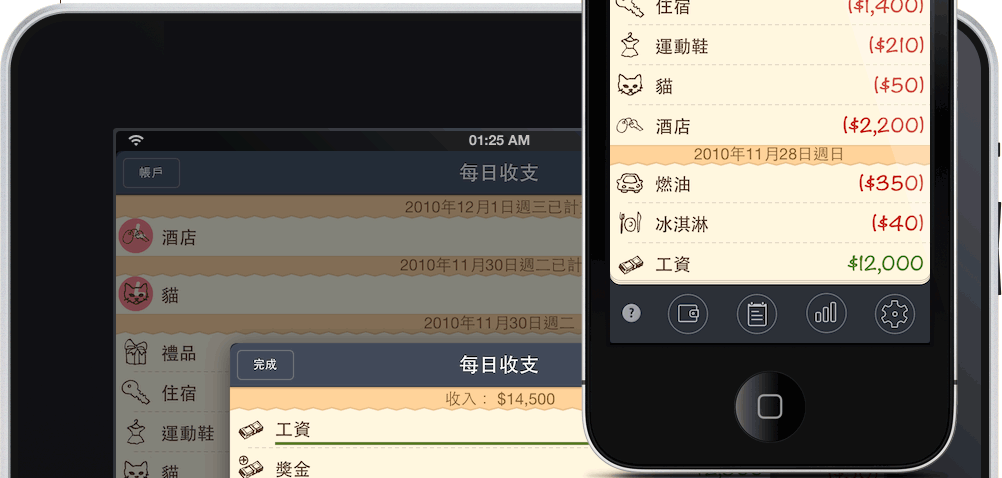 住宿 ($1,400)
運動鞋 ($210)
貓 ($50)
酒店 ($2,200)
2010年11月28日週日
燃油 ($350)
冰淇淋 ($40)
工資 $12,000
?
01:25 AM
帳戶 每日收支
2010年12月1日週三已計
酒店
2010年11月30日週二已計
貓
2010年11月30日週二
禮品
住宿
運動鞋
貓
完成 每日收支
收入： $14,500
工資
獎金